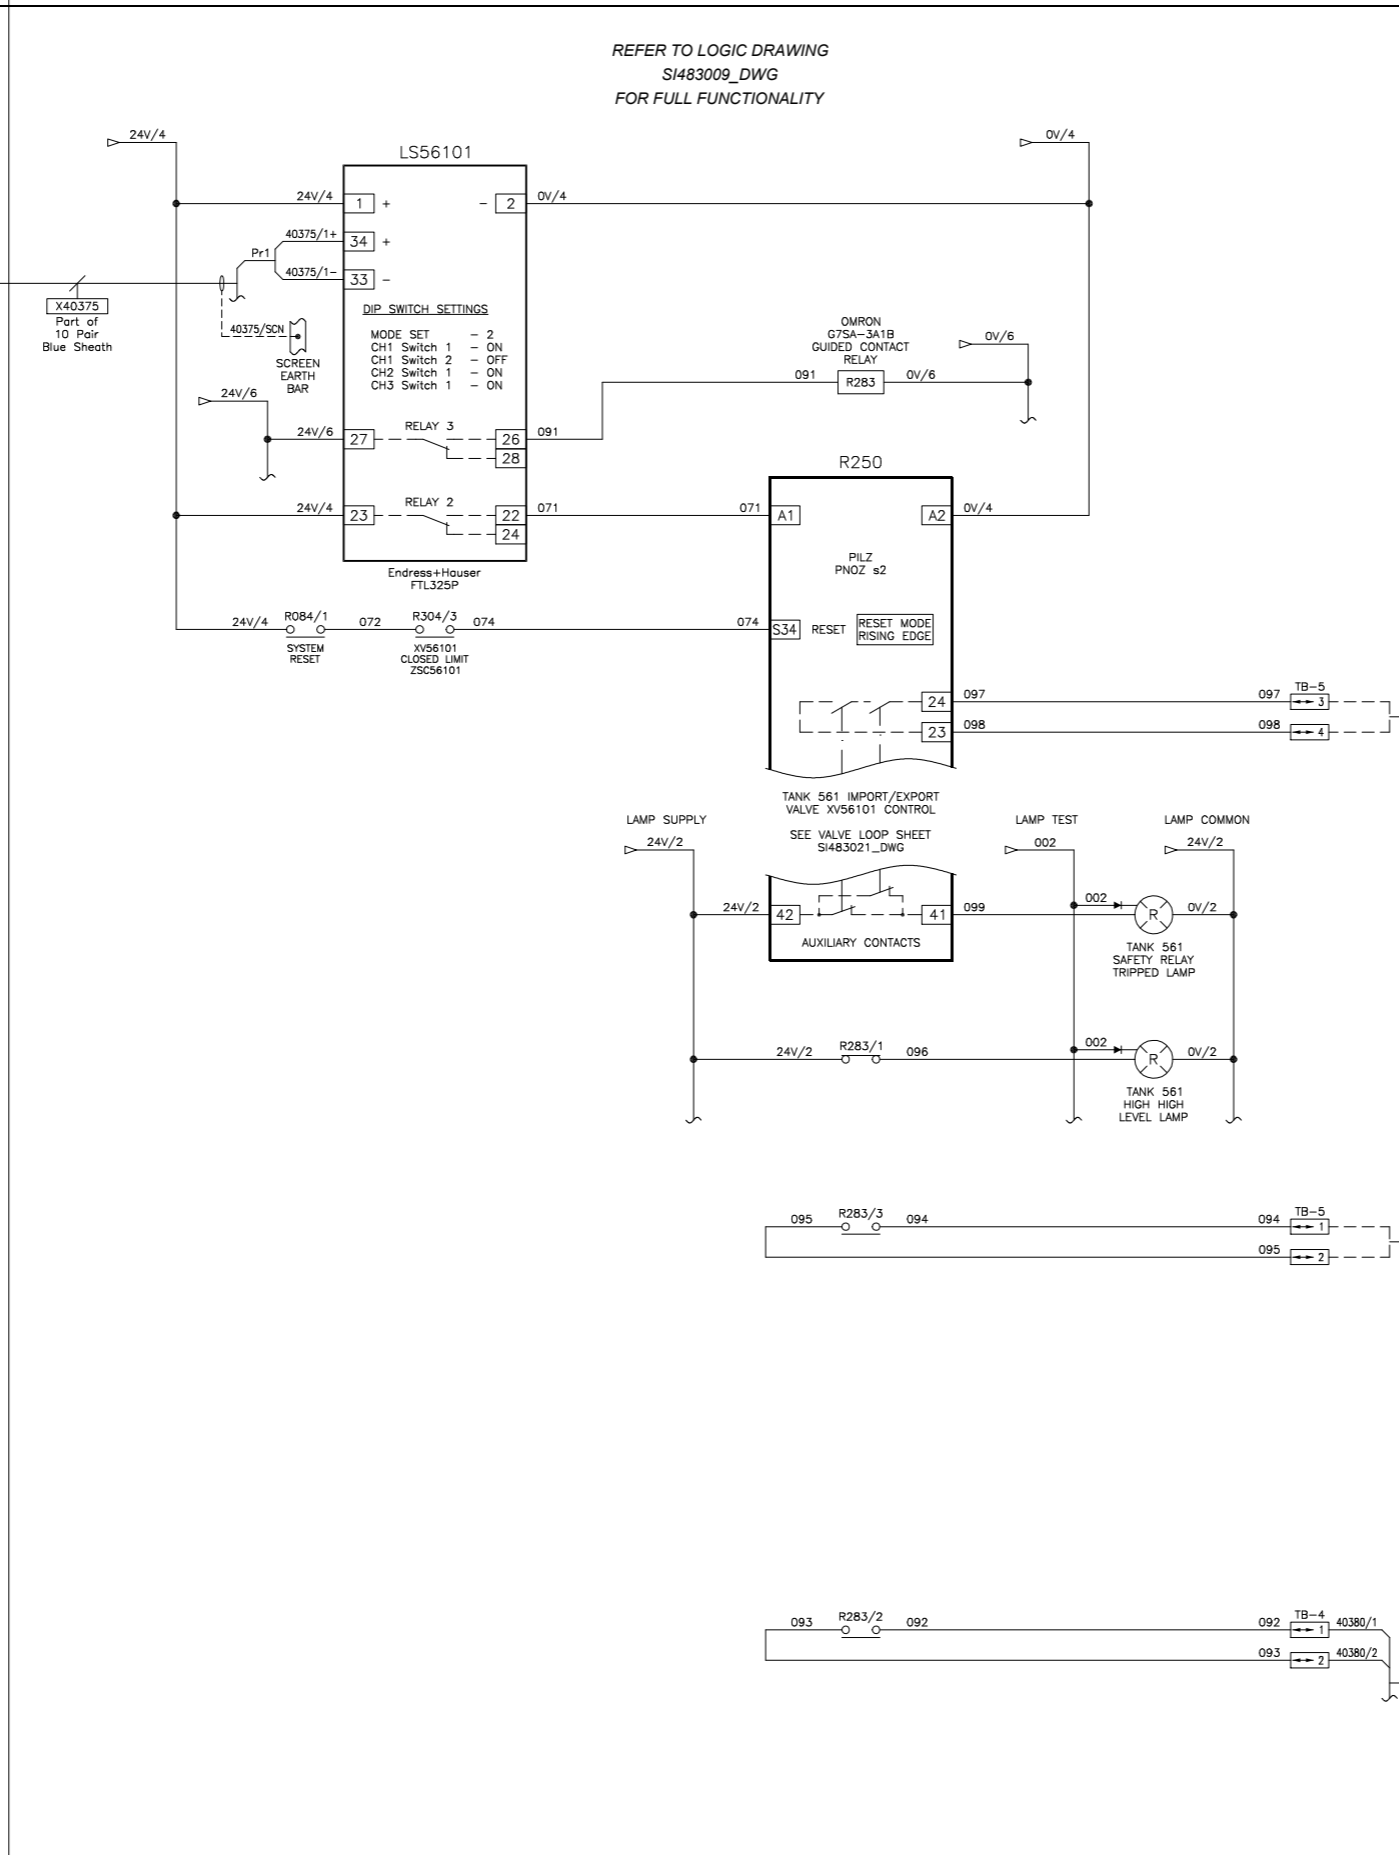 REFER TO LOGIC DRAWING
SI483009_DWG
FOR FULL FUNCTIONALITY
24V/4
0V/4
LS56101
24V/4
1 +
- 2
0V/4
40375/1+
34 +
Pr1
40375/1-
33 -
X40375
Part of
10 Pair
Blue Sheath
40375/SCN
SCREEN
EARTH
BAR
DIP SWITCH SETTINGS
MODE SET - 2
CH1 Switch 1 - ON
CH1 Switch 2 - OFF
CH2 Switch 1 - ON
CH3 Switch 1 - ON
OMRON
G7SA-3A1B
GUIDED CONTACT
RELAY
0V/6
091
R283
0V/6
24V/6
24V/6
27
RELAY 3
26
091
28
R250
24V/4
23
RELAY 2
22
071
24
071
A1
A2
0V/4
PILZ
PNOZ s2
Endress+Hauser
FTL325P
24V/4
R084/1
072
R304/3
074
SYSTEM
RESET
XV56101
CLOSED LIMIT
ZSC56101
074
S34
RESET
RESET MODE
RISING EDGE
24
097
097
TB-5
3
23
098
098
4
TANK 561 IMPORT/EXPORT
VALVE XV56101 CONTROL
SEE VALVE LOOP SHEET
SI483021_DWG
LAMP SUPPLY
24V/2
LAMP TEST
002
LAMP COMMON
24V/2
24V/2
42
41
099
002
R
0V/2
AUXILIARY CONTACTS
TANK 561
SAFETY RELAY
TRIPPED LAMP
24V/2
R283/1
096
002
R
0V/2
TANK 561
HIGH HIGH
LEVEL LAMP
095
R283/3
094
094
TB-5
1
095
2
093
R283/2
092
092
TB-4
1
40380/1
093
2
40380/2